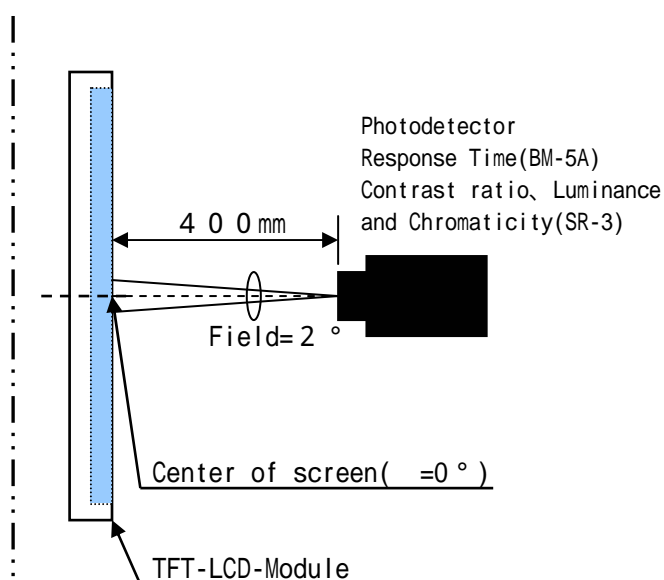 Photodetector
Response Time(BM-5A)
Contrast ratio、Luminance
and Chromaticity(SR-3)
４００mm
Field=２°
Center of screen( =0°)
TFT-LCD-Module